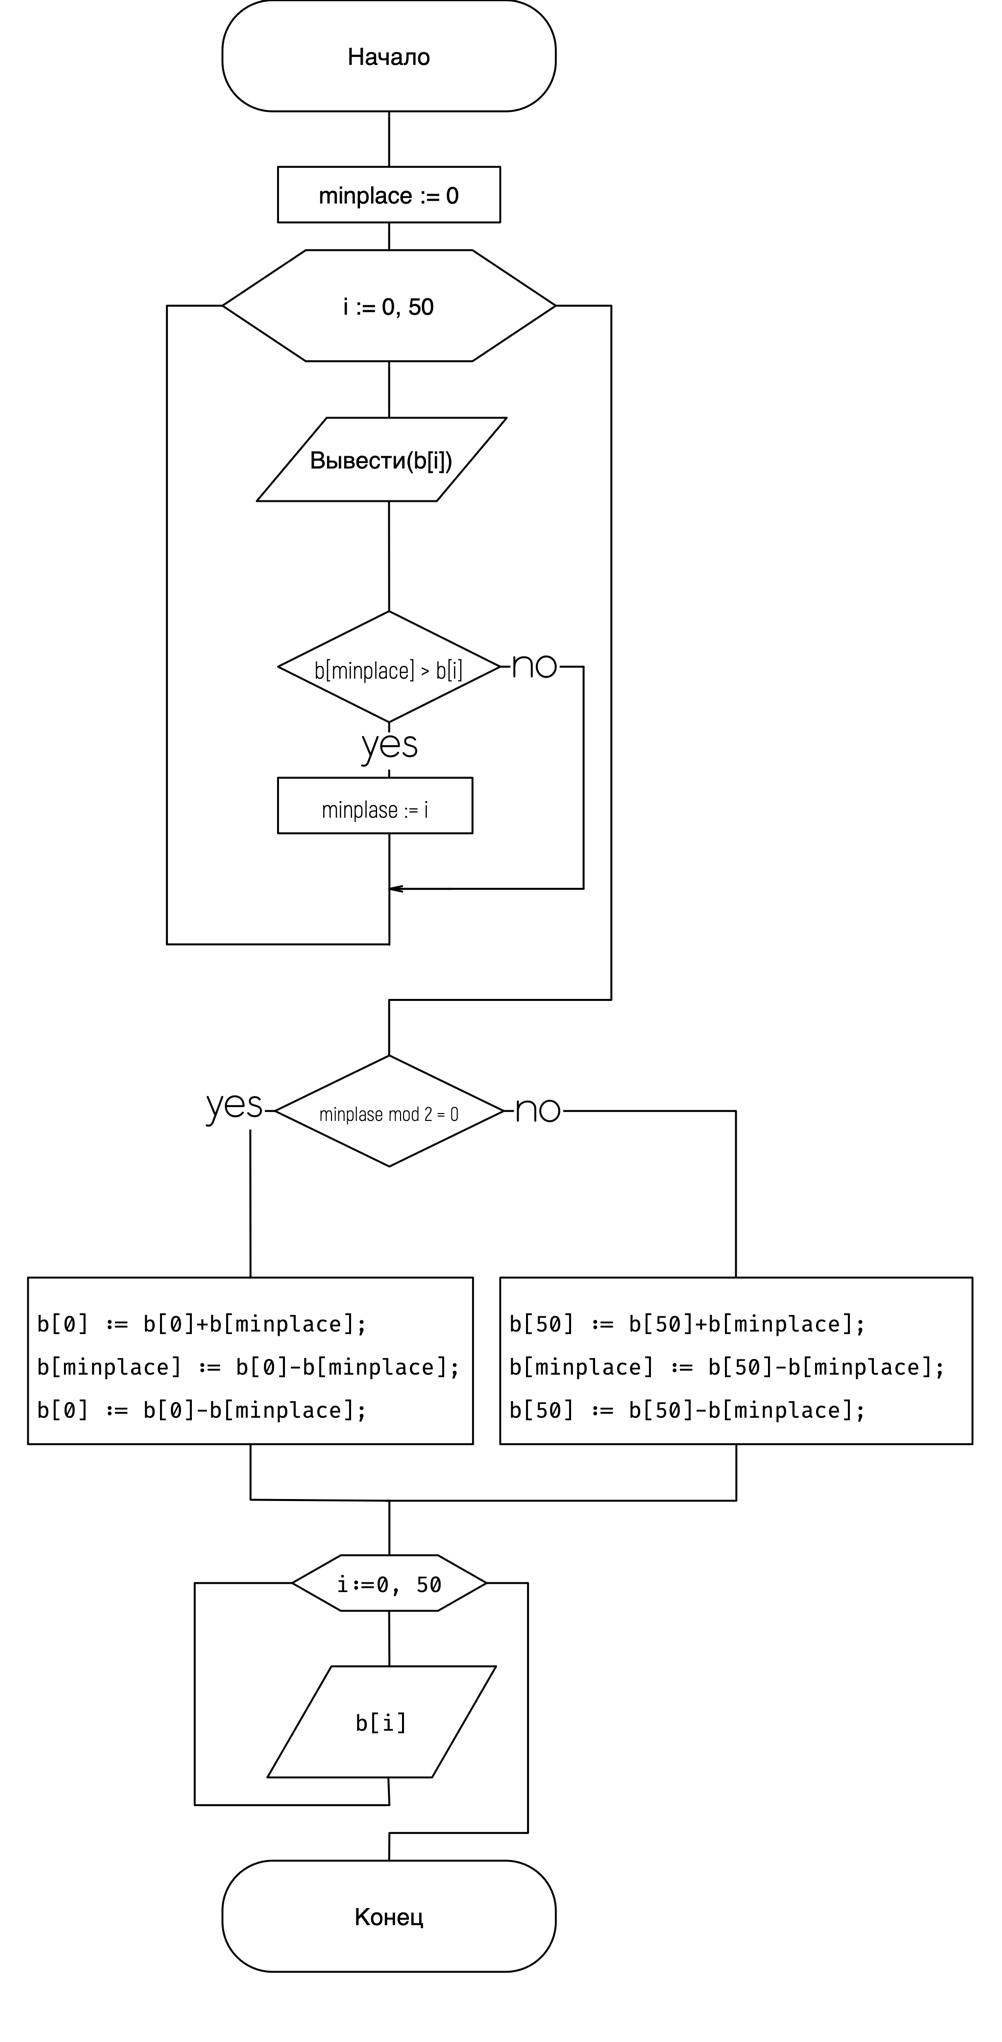 Начало
minplace := 0
i := 0, 50
Вывести(b[i])
b[minplace] > b[i]
no
yes
minplase := i
yes
minplase mod 2 = 0
no
b[0] := b[0]+b[minplace];
b[minplace] := b[0]-b[minplace];
b[0] := b[0]-b[minplace];
b[50] := b[50]+b[minplace];
b[minplace] := b[50]-b[minplace];
b[50] := b[50]-b[minplace];
i:=0, 50
b[i]
Конец